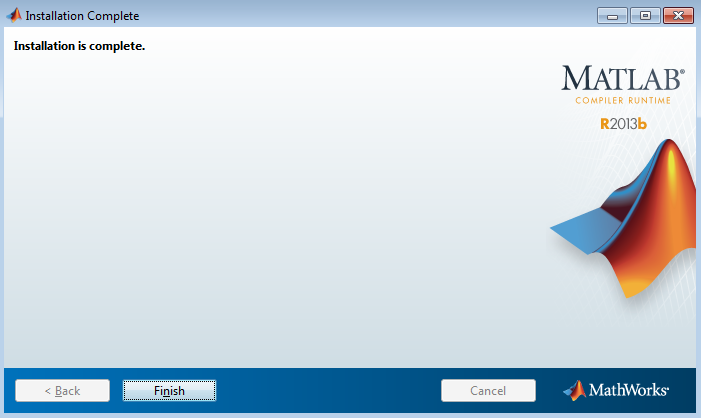 Installation Complete
Installation is complete.
MATLAB®
COMPILER RUNTIME
R2013b
< Back
Finish
Cancel
MathWorks®